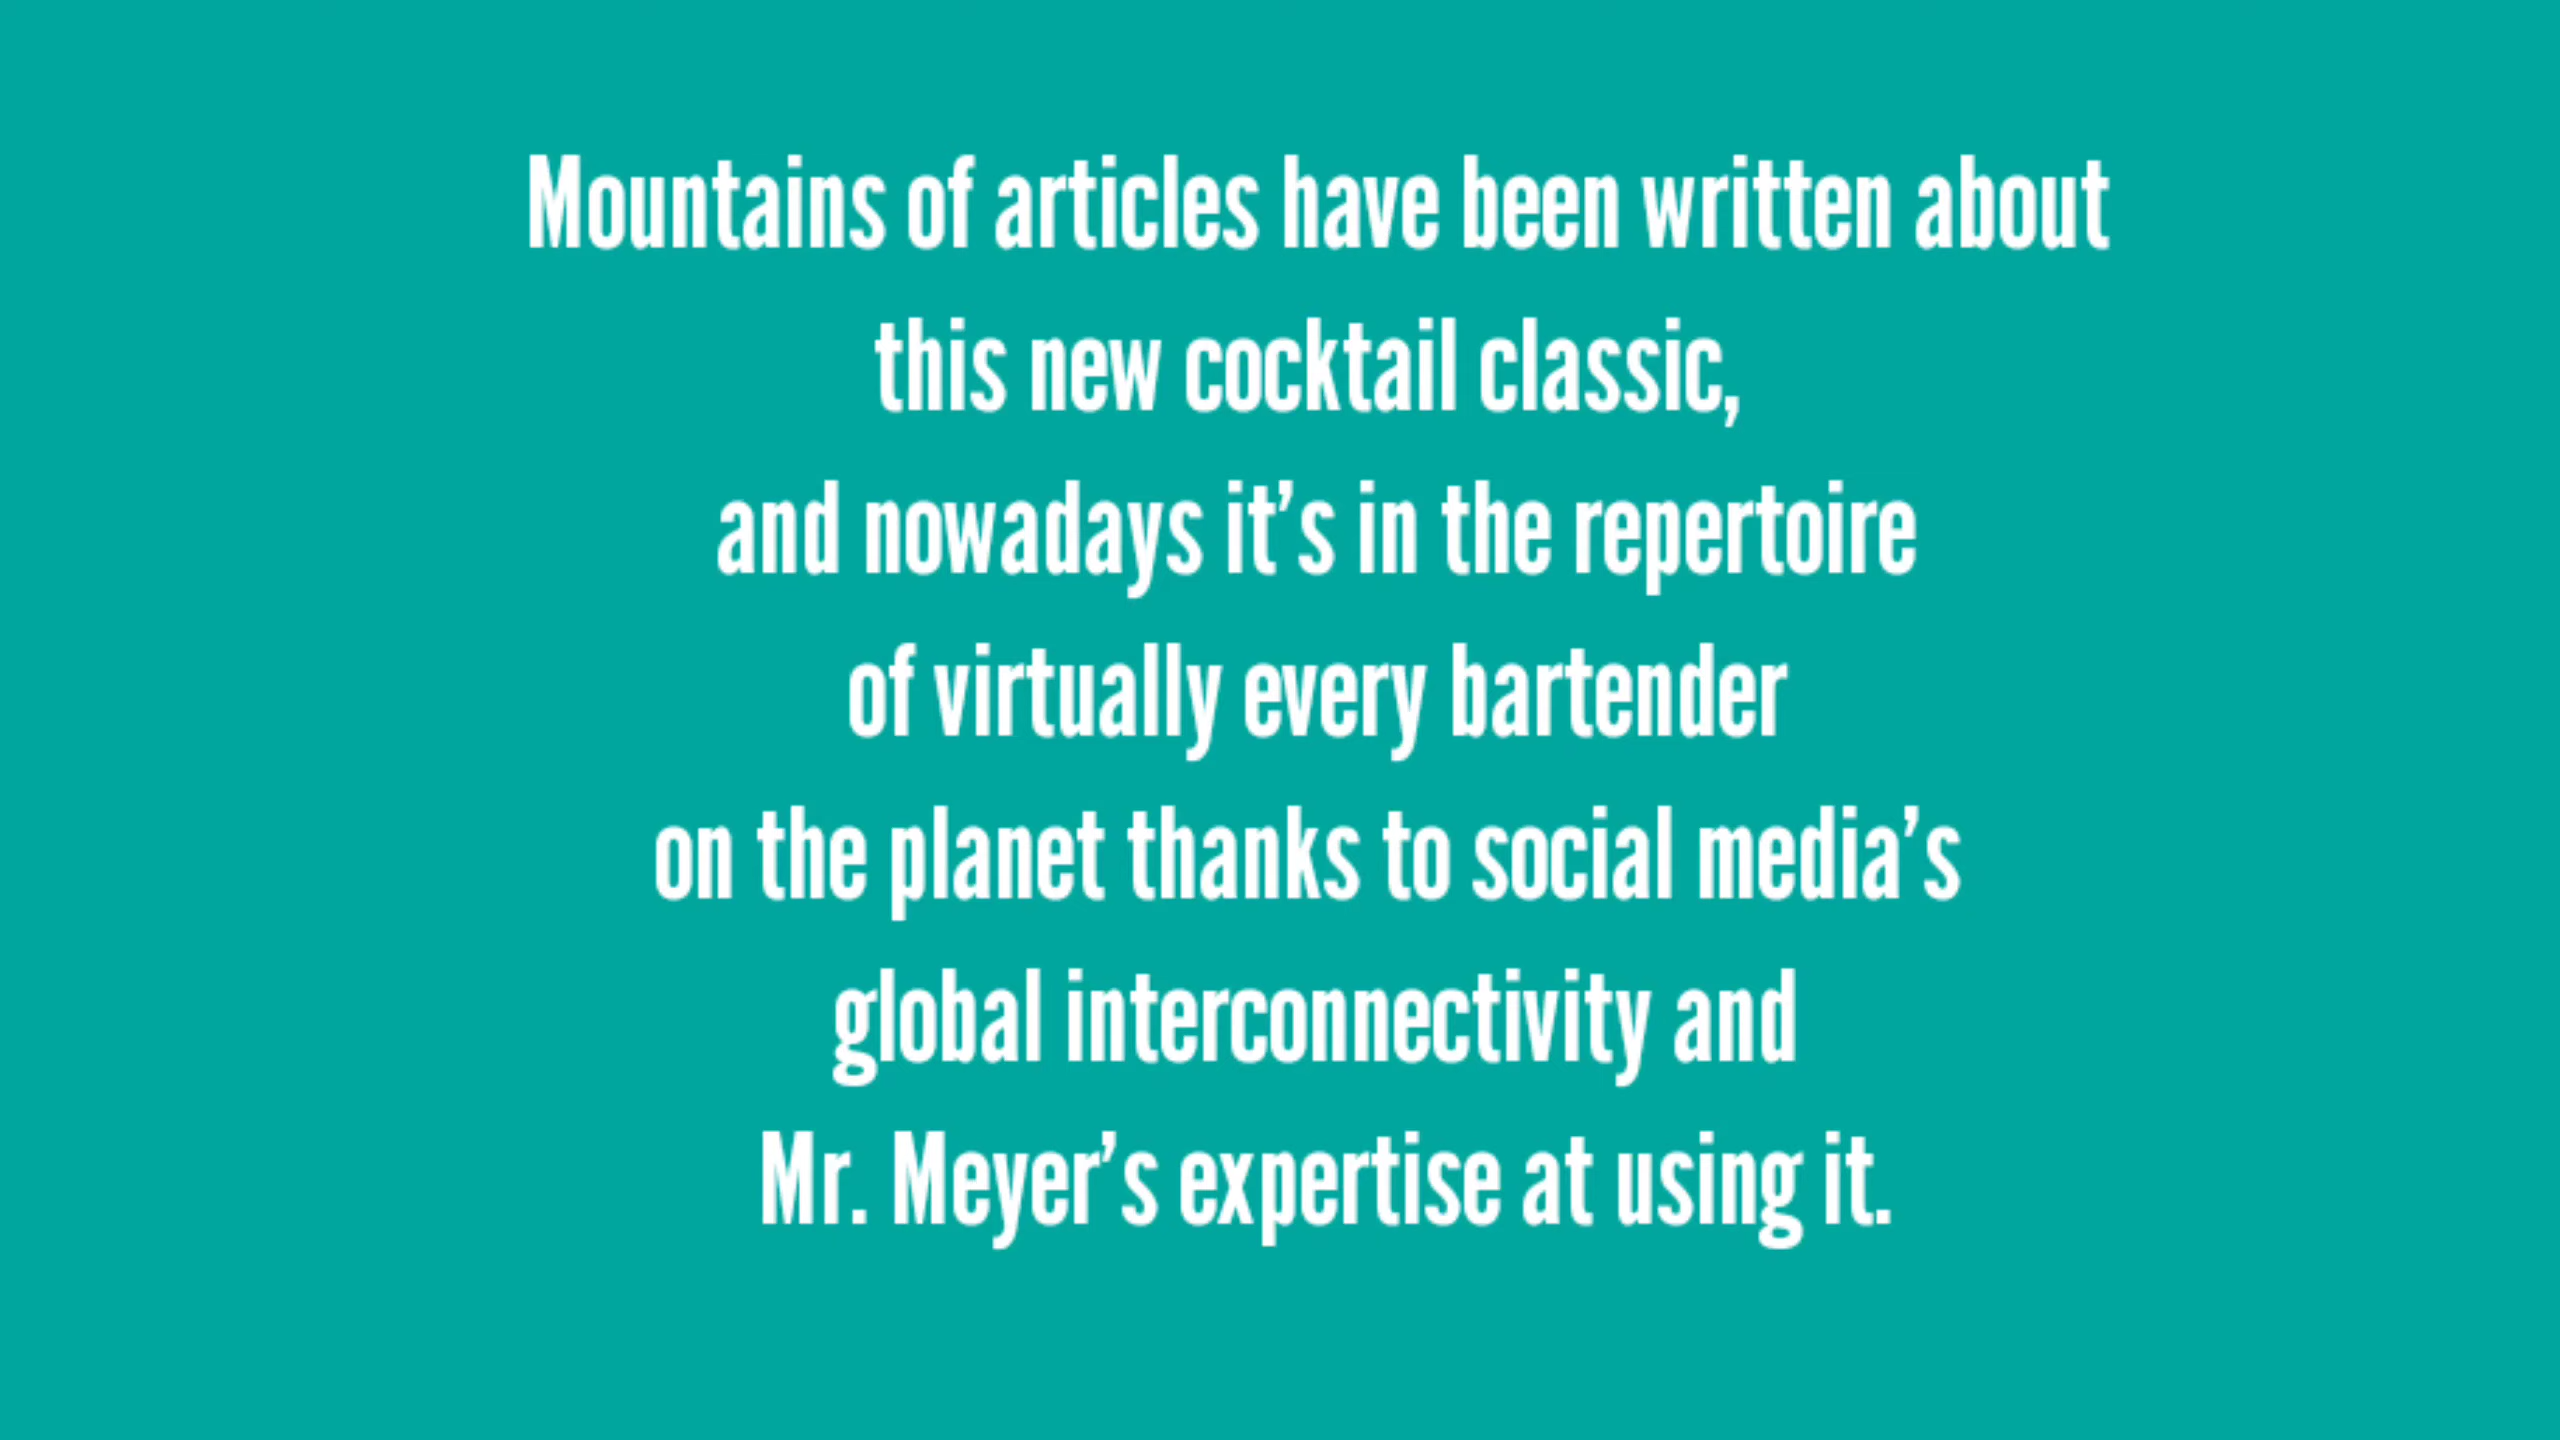 Mountains of articles have been written about
this new cocktail classic,
and nowadays it’s in the repertoire
of virtually every bartender
on the planet thanks to social media’s
global interconnectivity and
Mr. Meyer’s expertise at using it.